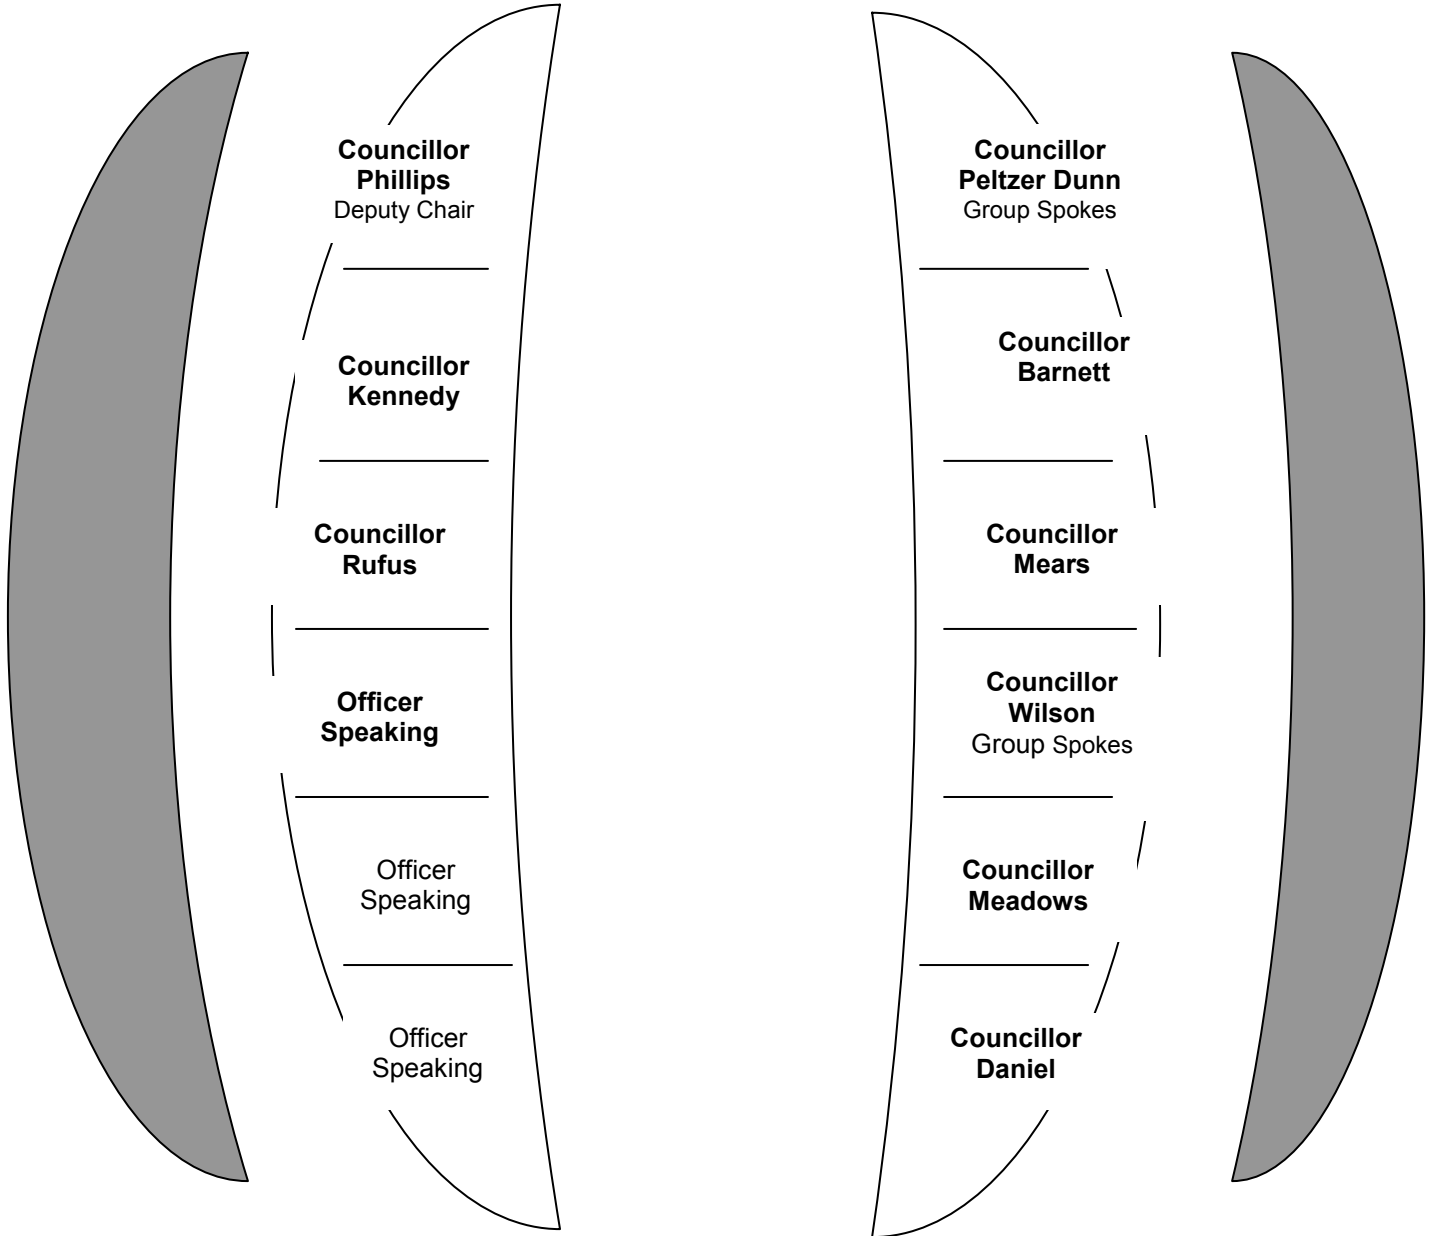 Councillor
Phillips
Deputy Chair
Councillor
Kennedy
Councillor
Rufus
Officer
Speaking
Officer
Speaking
Officer
Speaking
Councillor
Peltzer Dunn
Group Spokes
Councillor
Barnett
Councillor
Mears
Councillor
Wilson
Group Spokes
Councillor
Meadows
Councillor
Daniel